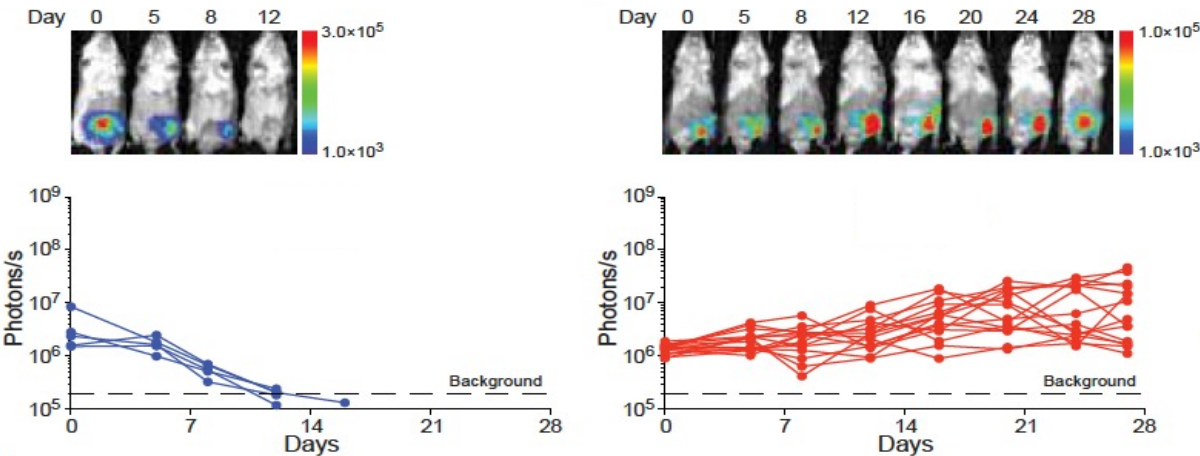 Day 0 5 8 12
3.0×10⁵
1.0×10³
Photons/s
10⁹
10⁸
10⁷
10⁶
10⁵
Background
0 7 14 21 28
Days
Day 0 5 8 12 16 20 24 28
1.0×10⁵
1.0×10³
Photons/s
10⁹
10⁸
10⁷
10⁶
10⁵
Background
0 7 14 21 28
Days